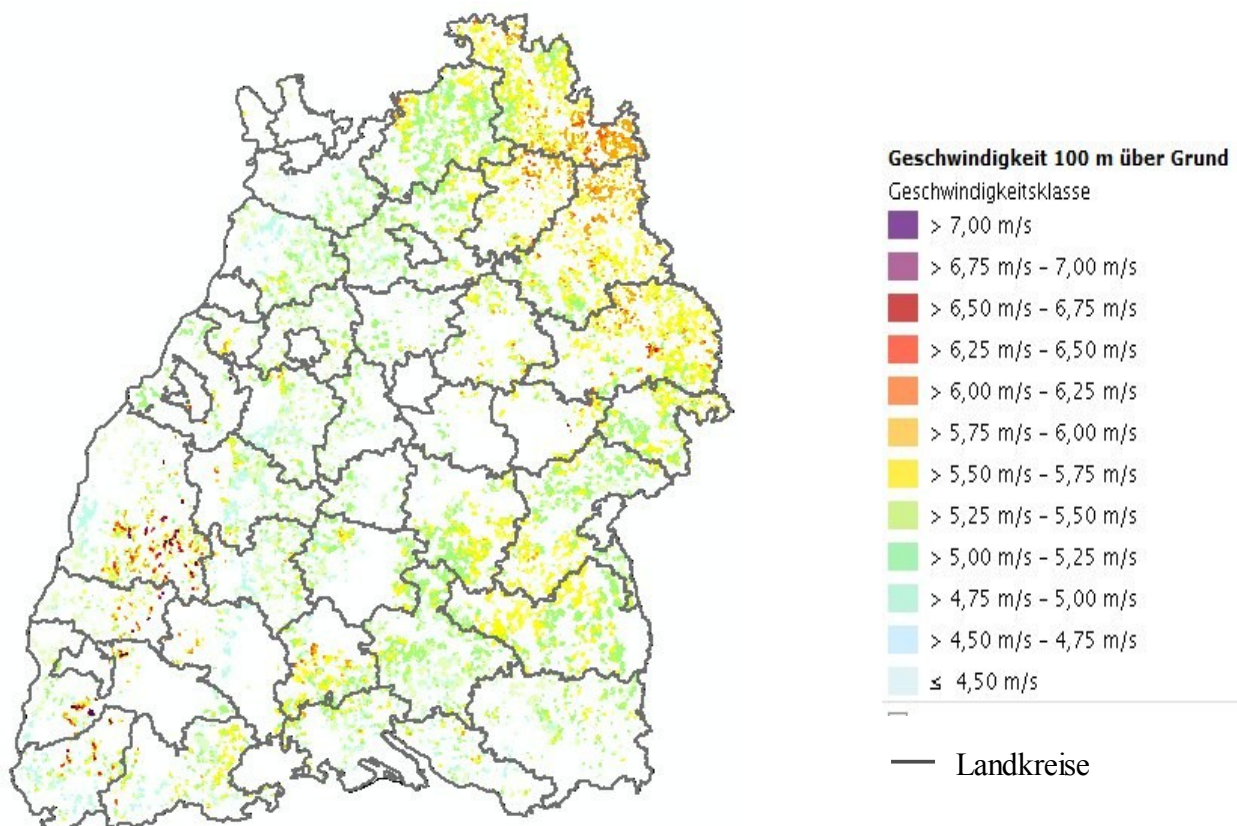 Geschwindigkeit 100 m über Grund
Geschwindigkeitsklasse
> 7,00 m/s
> 6,75 m/s – 7,00 m/s
> 6,50 m/s – 6,75 m/s
> 6,25 m/s – 6,50 m/s
> 6,00 m/s – 6,25 m/s
> 5,75 m/s – 6,00 m/s
> 5,50 m/s – 5,75 m/s
> 5,25 m/s – 5,50 m/s
> 5,00 m/s – 5,25 m/s
> 4,75 m/s – 5,00 m/s
> 4,50 m/s – 4,75 m/s
≤ 4,50 m/s
Landkreise